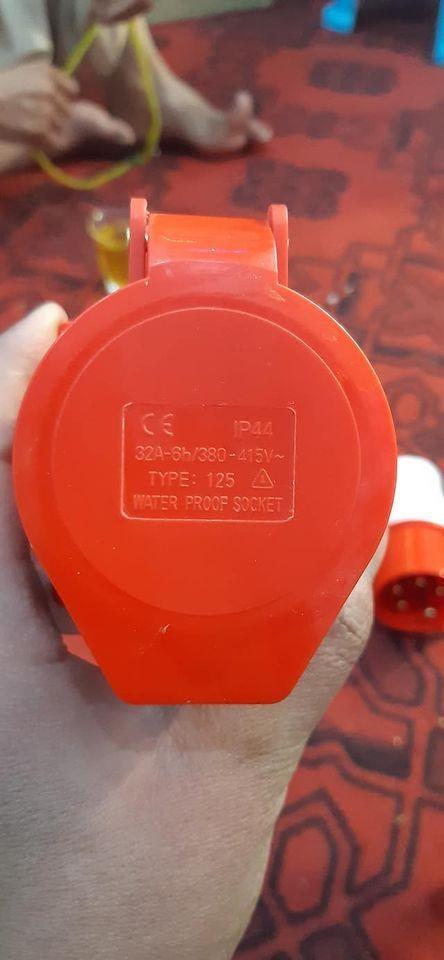 CE IP44
32A-6h/380-415V~
TYPE: 125
WATER PROOF SOCKET